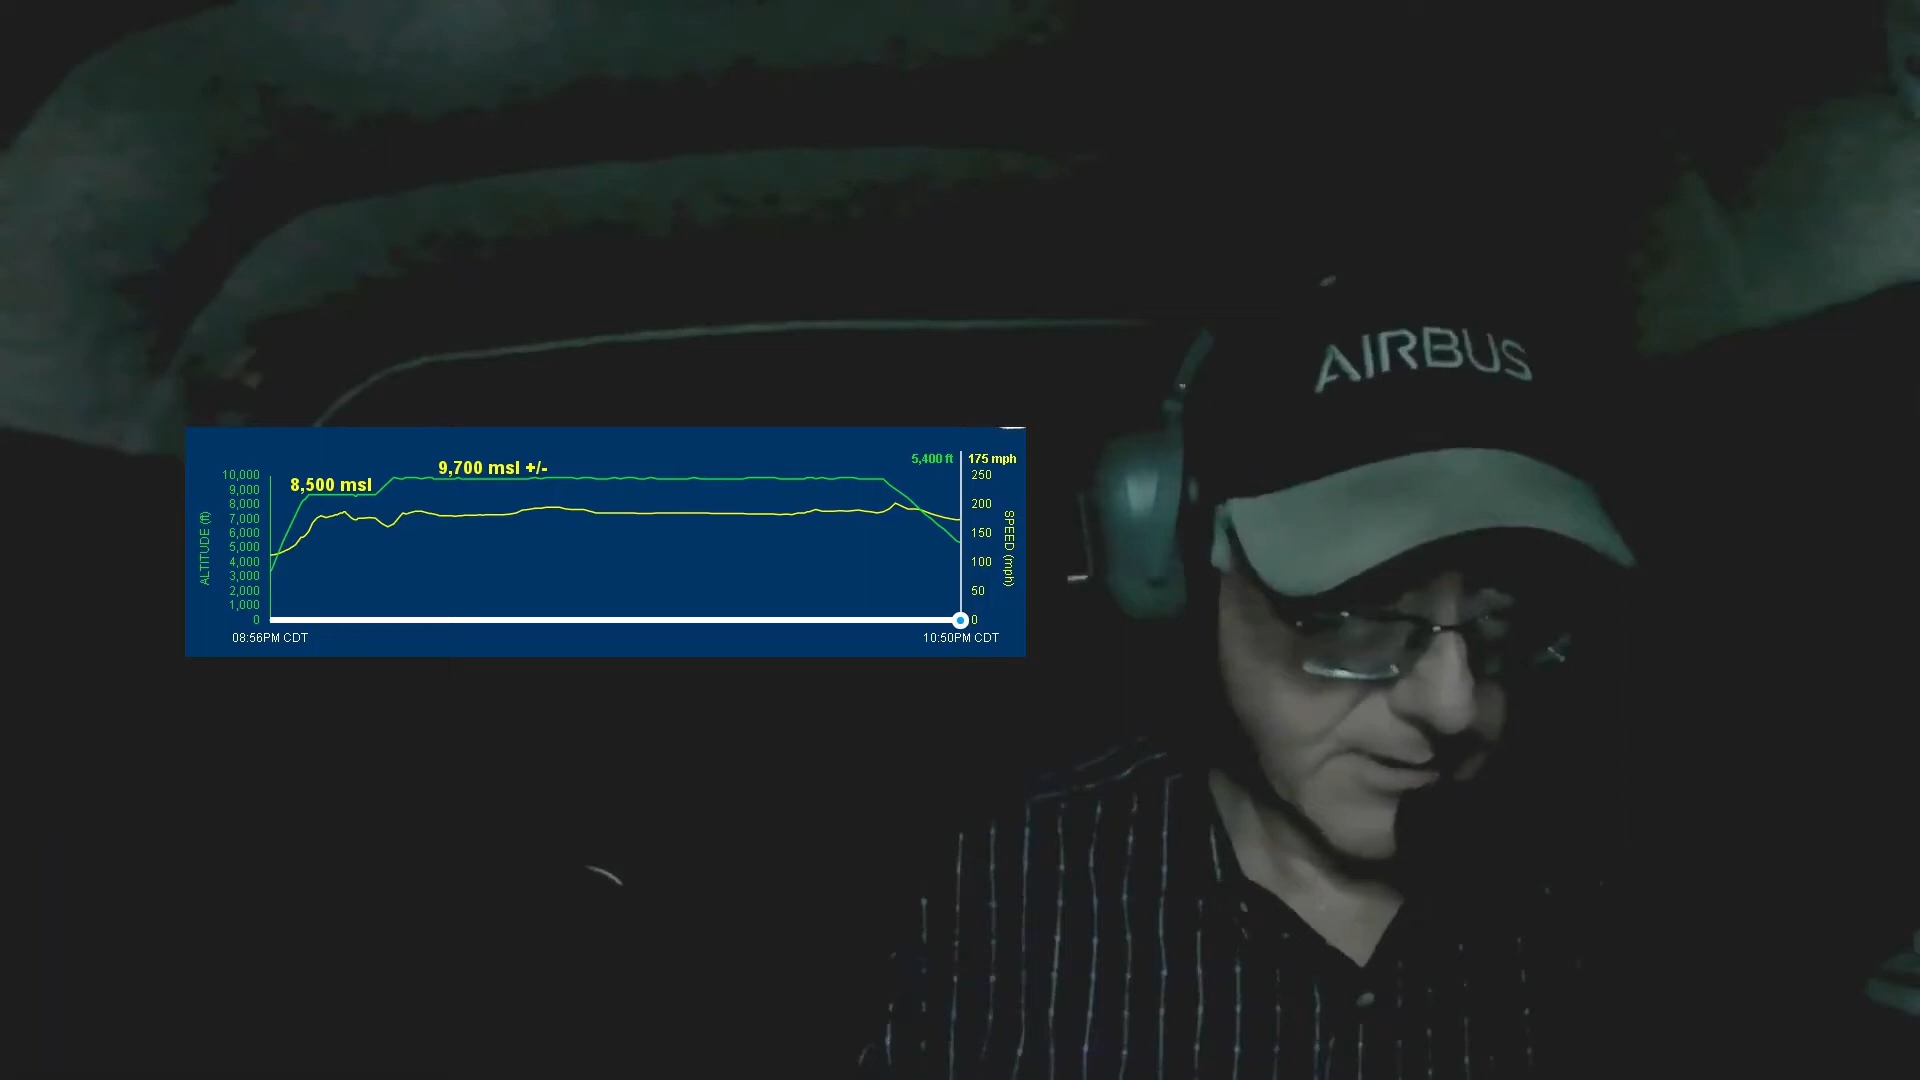 AIRBUS
5,400 ft
175 mph
9,700 msl +/-
8,500 msl
10,000
9,000
8,000
7,000
6,000
5,000
4,000
3,000
2,000
1,000
0
ALTITUDE (ft)
250
200
150
100
50
0
SPEED (mph)
08:56PM CDT
10:50PM CDT